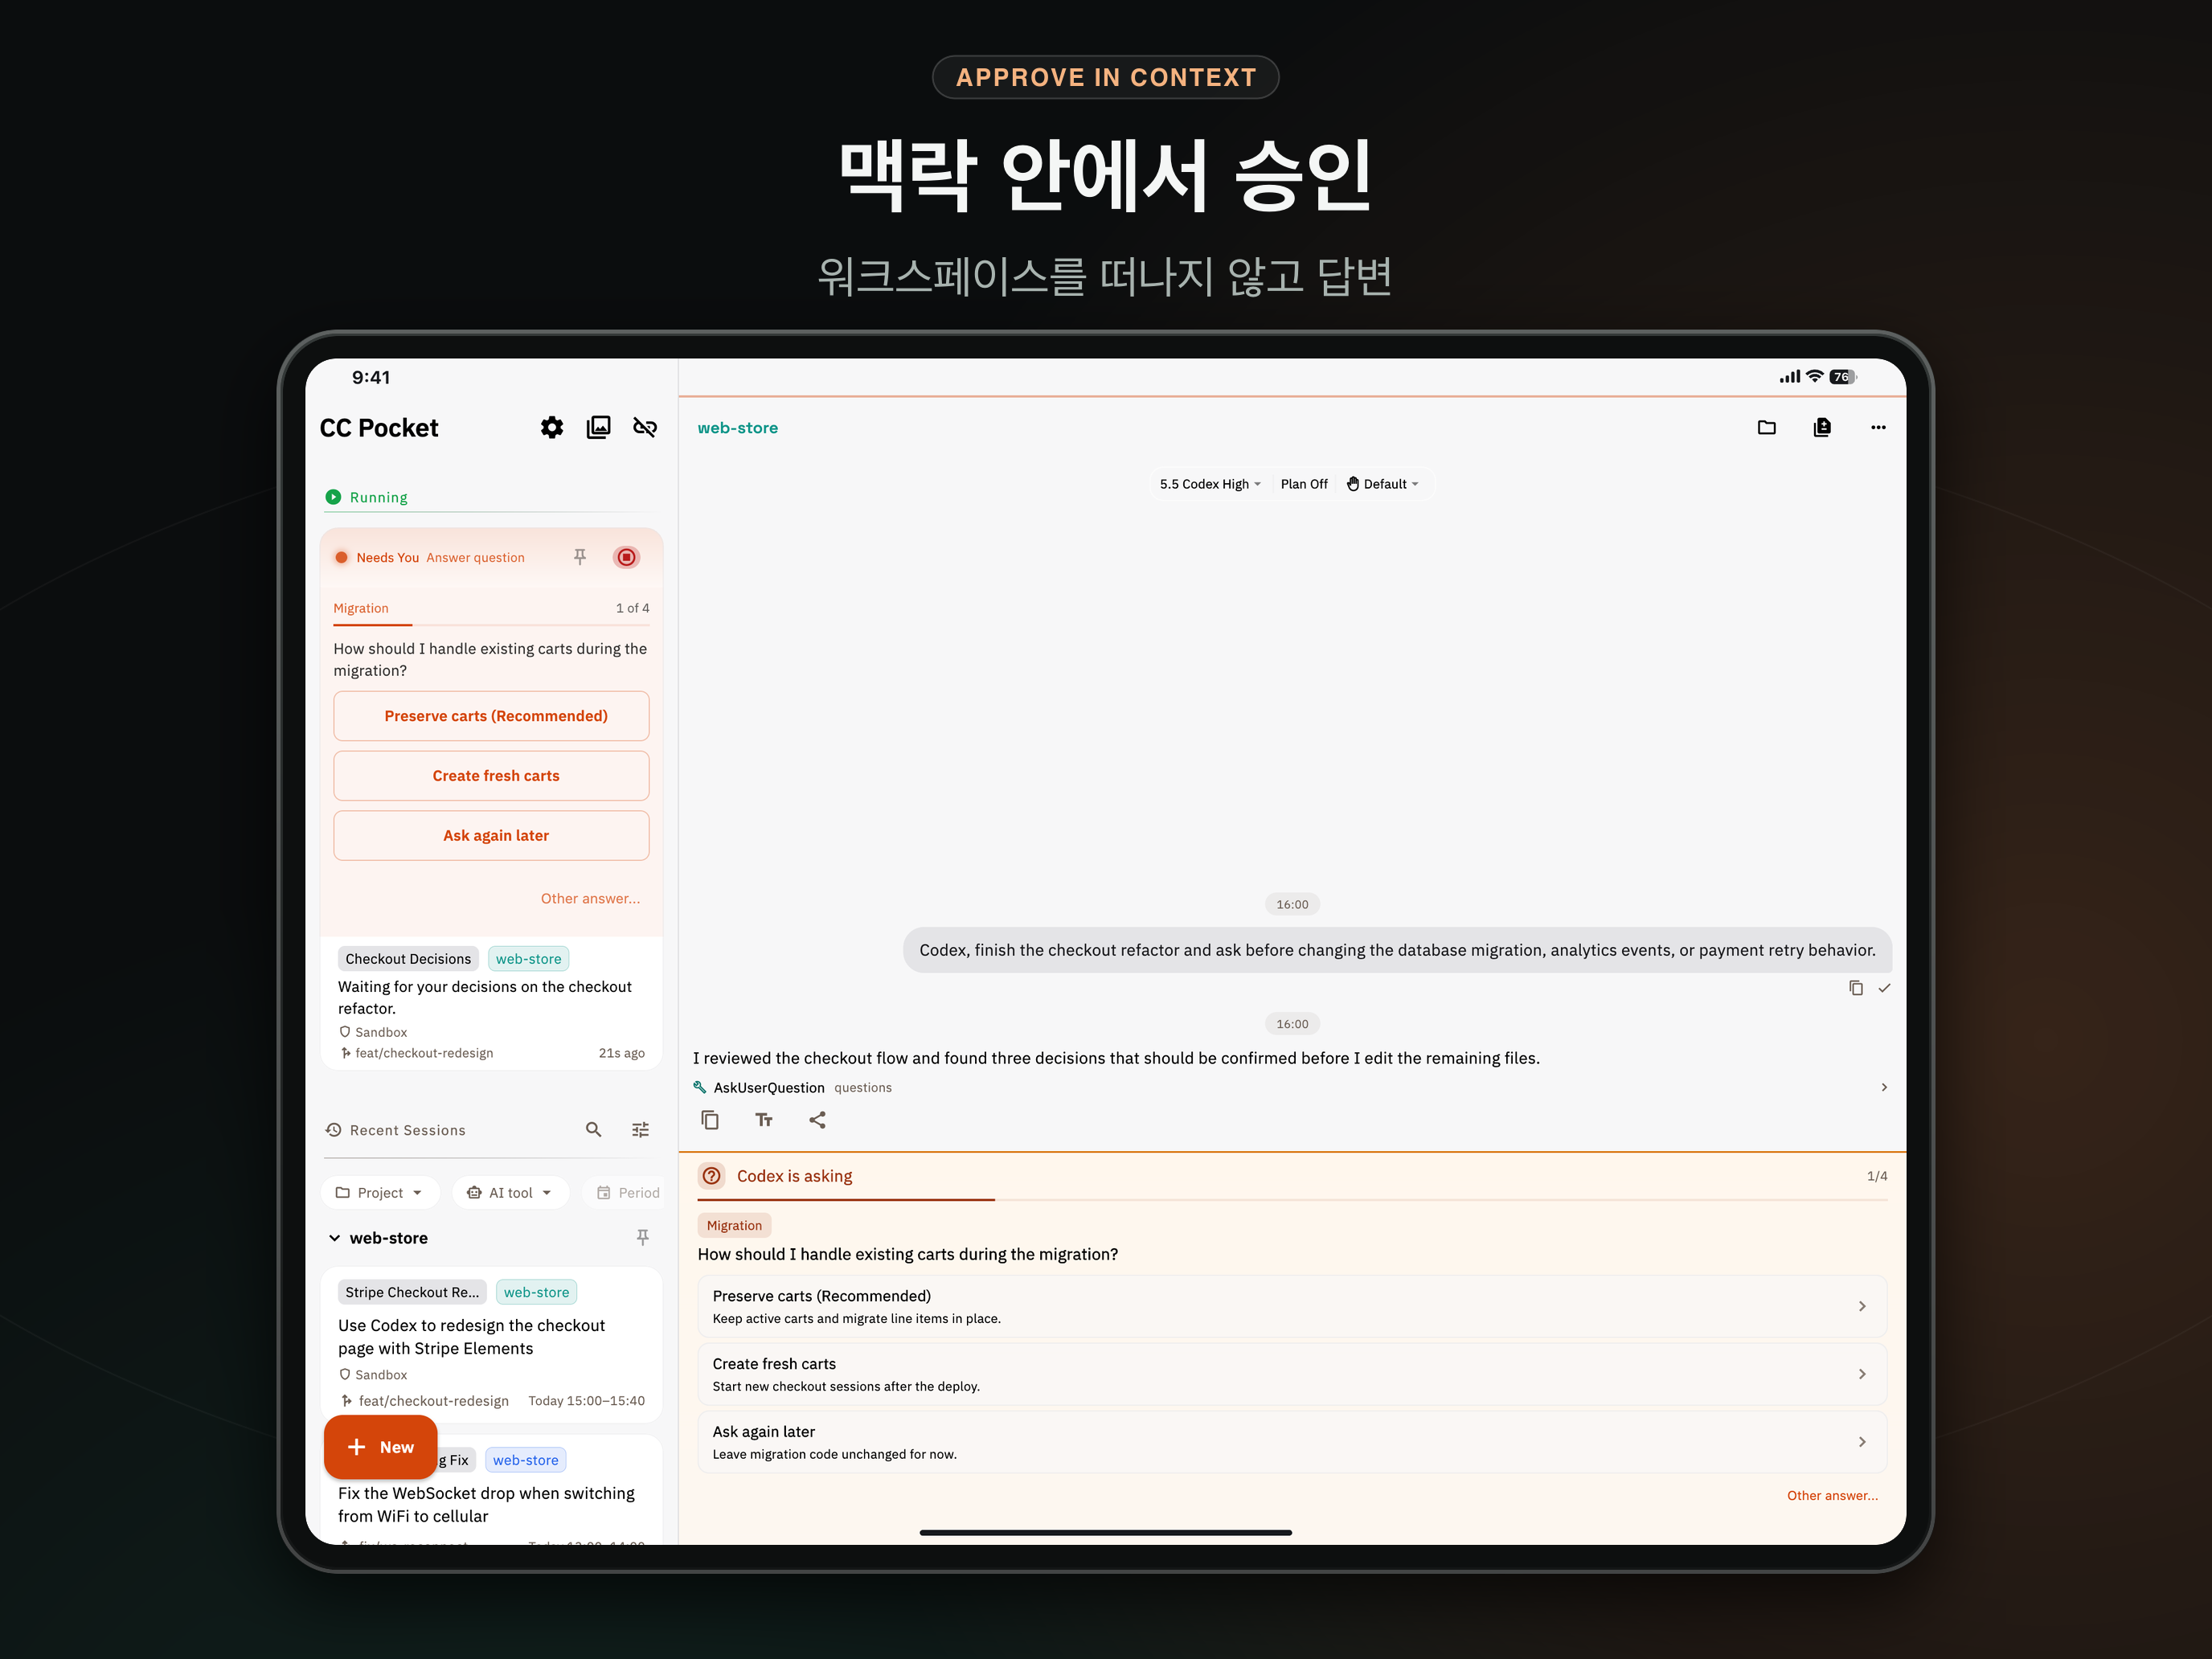 APPROVE IN CONTEXT
맥락 안에서 승인
워크스페이스를 떠나지 않고 답변
9:41
76
CC Pocket
Running
Needs You Answer question
Migration 1 of 4
How should I handle existing carts during the
migration?
Preserve carts (Recommended)
Create fresh carts
Ask again later
Other answer...
Checkout Decisions web-store
Waiting for your decisions on the checkout
refactor.
Sandbox
feat/checkout-redesign 21s ago
Recent Sessions
Project AI tool Period
web-store
Stripe Checkout Re... web-store
Use Codex to redesign the checkout
page with Stripe Elements
Sandbox
feat/checkout-redesign Today 15:00–15:40
New
g Fix web-store
Fix the WebSocket drop when switching
from WiFi to cellular
web-store
5.5 Codex High Plan Off Default
16:00
Codex, finish the checkout refactor and ask before changing the database migration, analytics events, or payment retry behavior.
16:00
I reviewed the checkout flow and found three decisions that should be confirmed before I edit the remaining files.
AskUserQuestion questions
Codex is asking 1/4
Migration
How should I handle existing carts during the migration?
Preserve carts (Recommended)
Keep active carts and migrate line items in place.
Create fresh carts
Start new checkout sessions after the deploy.
Ask again later
Leave migration code unchanged for now.
Other answer...